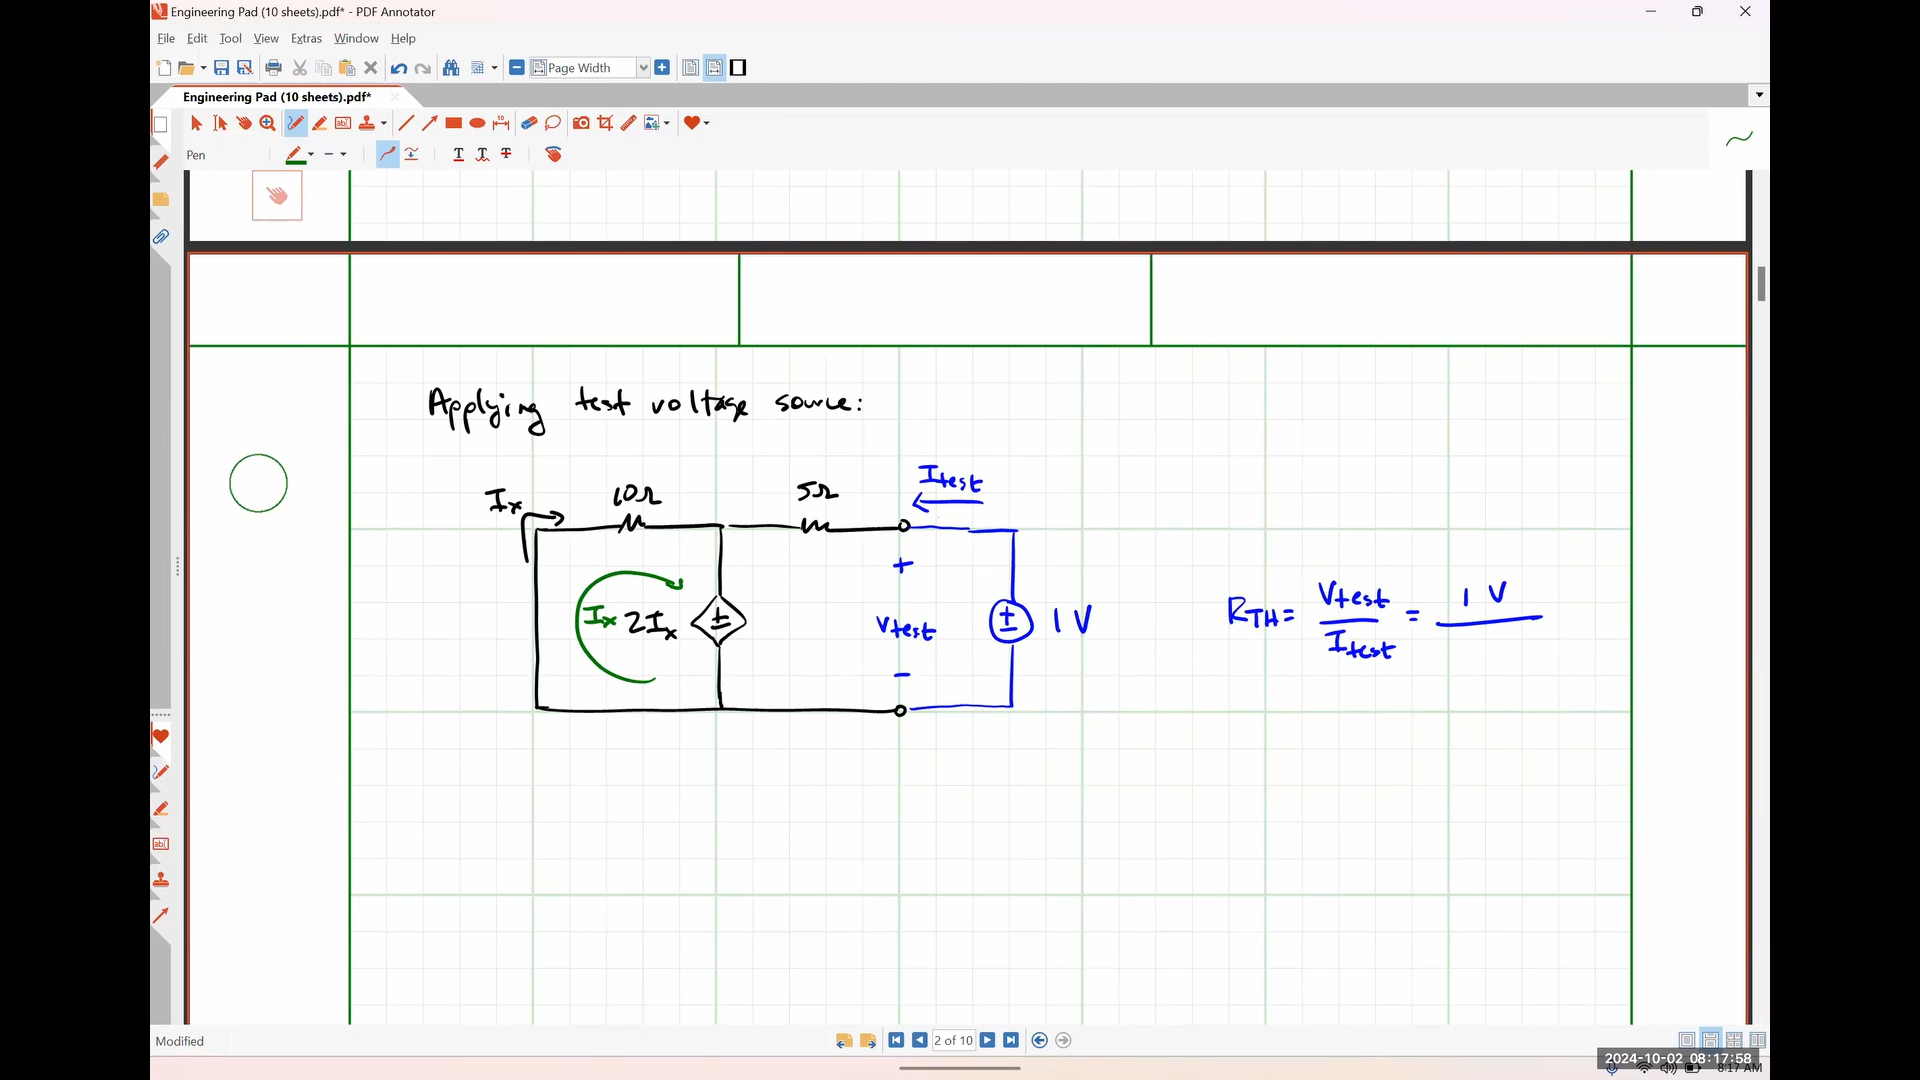 Engineering Pad (10 sheets).pdf* - PDF Annotator
File Edit Tool View Extras Window Help
Page Width
Engineering Pad (10 sheets).pdf*
Pen
Applying test voltage source:
Itest
Ix 10Ω 5Ω
+
Ix 2Ix ± Vtest ± 1 V
−
RTH = Vtest / Itest = 1 V
Modified
2 of 10
2024-10-02 08:17:58
8:17 AM